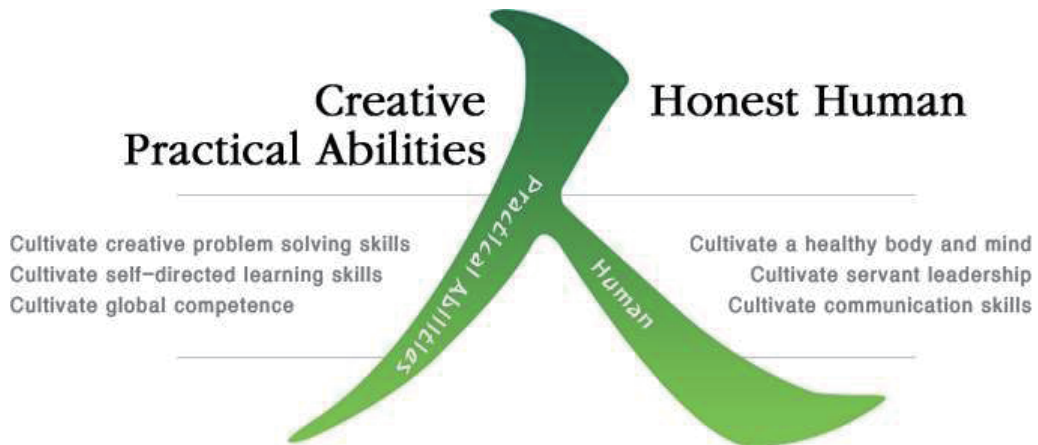 Creative
Practical Abilities
Honest Human
Cultivate creative problem solving skills
Cultivate self-directed learning skills
Cultivate global competence
Practical Abilities
Human
Cultivate a healthy body and mind
Cultivate servant leadership
Cultivate communication skills